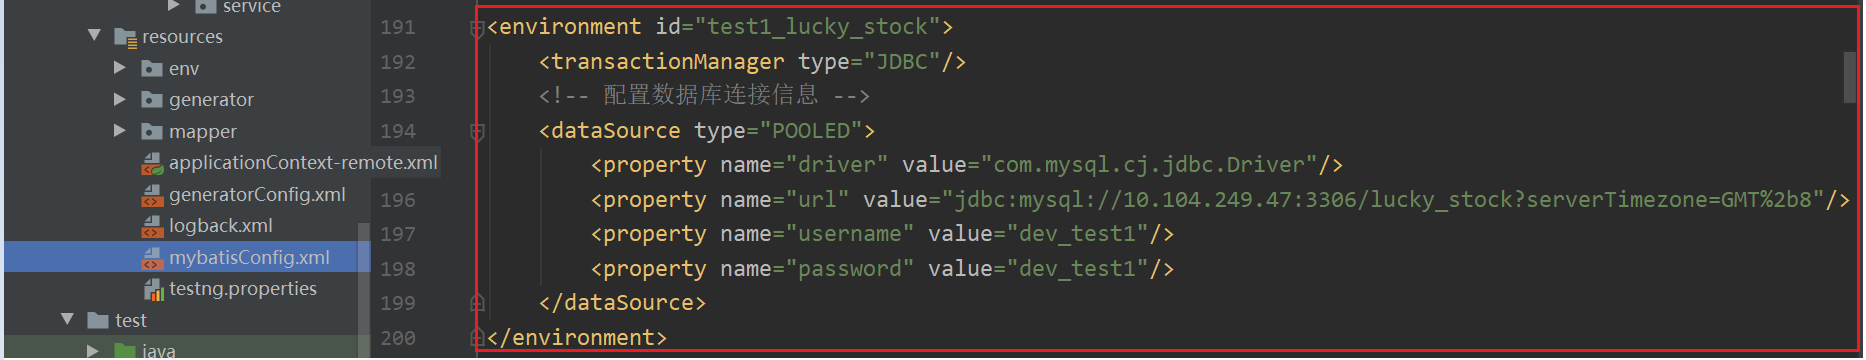 service
resources
env
generator
mapper
applicationContext-remote.xml
generatorConfig.xml
logback.xml
mybatisConfig.xml
testng.properties
test
java
191 <environment id="test1_lucky_stock">
192 <transactionManager type="JDBC"/>
193 <!-- 配置数据库连接信息 -->
194 <dataSource type="POOLED">
<property name="driver" value="com.mysql.cj.jdbc.Driver"/>
196 <property name="url" value="jdbc:mysql://10.104.249.47:3306/lucky_stock?serverTimezone=GMT%2b8"/>
197 <property name="username" value="dev_test1"/>
198 <property name="password" value="dev_test1"/>
199 </dataSource>
200 </environment>